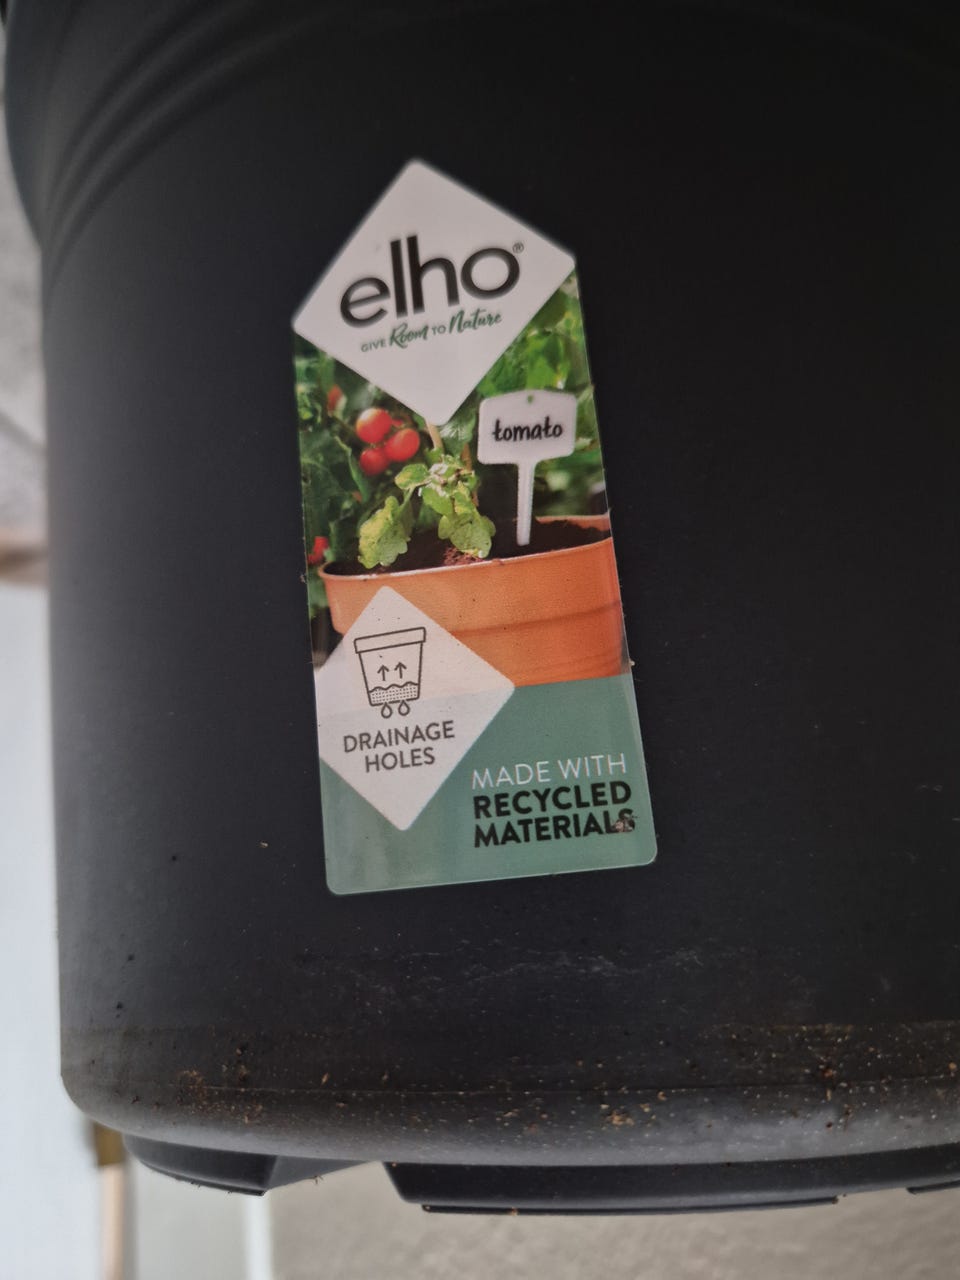 elho®
GIVE Room TO Nature
tomato
DRAINAGE
HOLES
MADE WITH
RECYCLED
MATERIALS